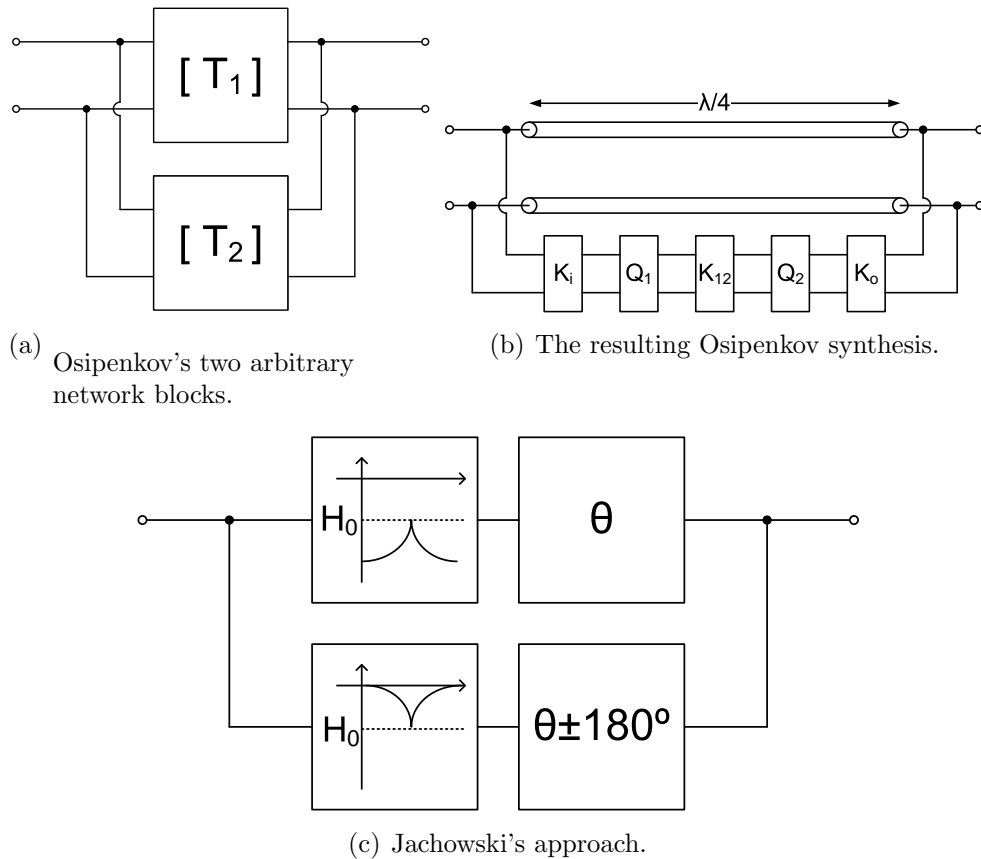 [ T₁ ]
[ T₂ ]
(a) Osipenkov's two arbitrary
network blocks.
λ/4
Kᵢ Q₁ K₁₂ Q₂ Kₒ
(b) The resulting Osipenkov synthesis.
H₀ θ
H₀ θ±180º
(c) Jachowski's approach.